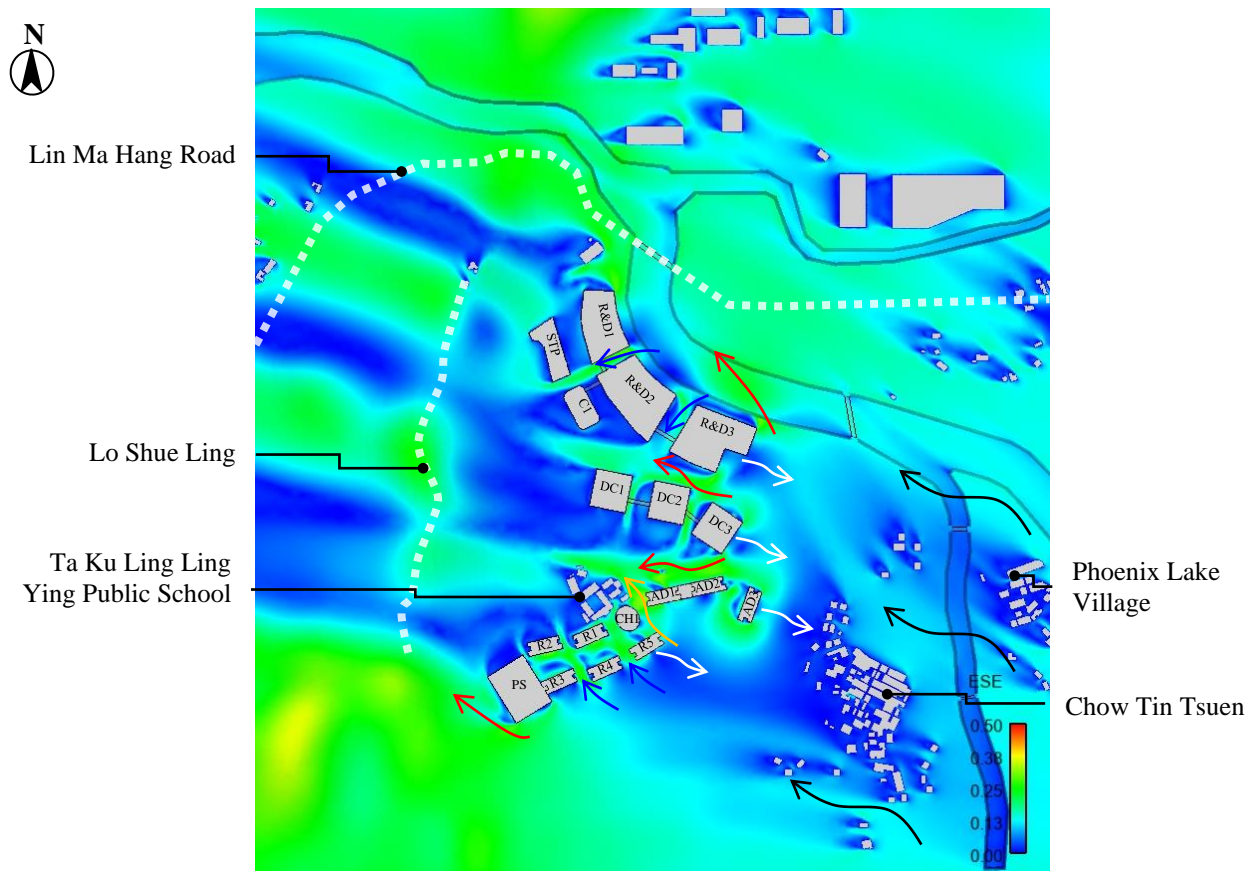 N
Lin Ma Hang Road
R&D1
STP
R&D2
C1
R&D3
Lo Shue Ling
DC1
DC2
DC3
Ta Ku Ling Ling
Ying Public School
Phoenix Lake
Village
AD1
AD2
AD3
CH1
R1
R2
R5
R4
R3
PS
ESE
Chow Tin Tsuen
0.50
0.38
0.25
0.13
0.00